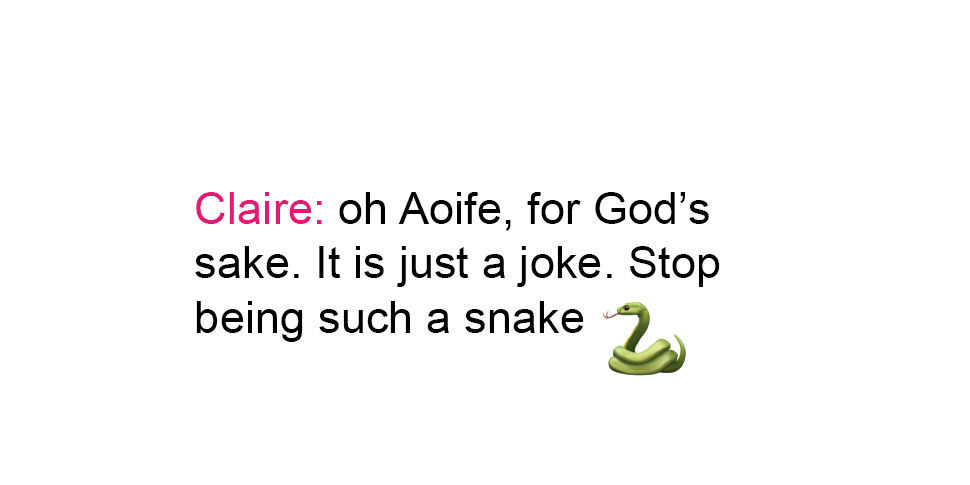 Claire: oh Aoife, for God’s
sake. It is just a joke. Stop
being such a snake 🐍